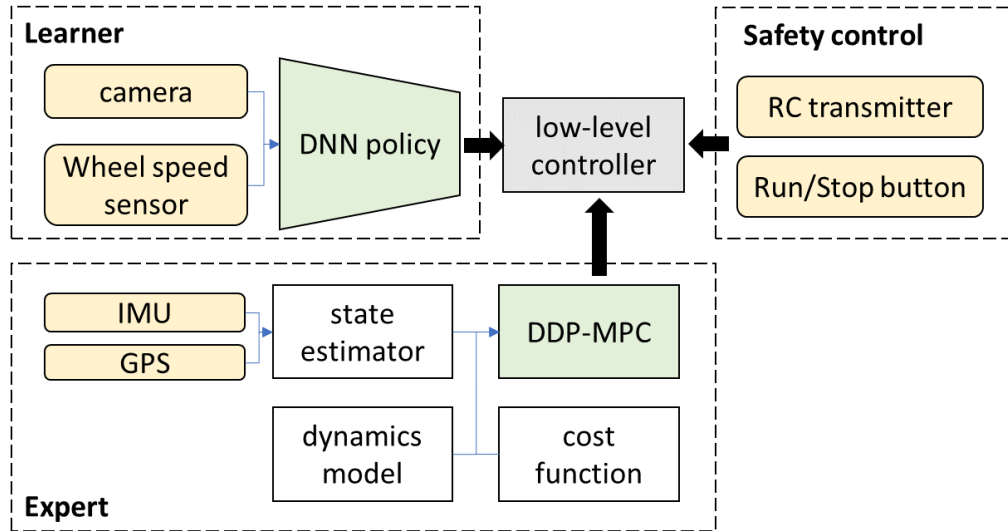 Learner
camera
Wheel speed
sensor
DNN policy
low-level
controller
Safety control
RC transmitter
Run/Stop button
IMU
GPS
state
estimator
DDP-MPC
dynamics
model
cost
function
Expert